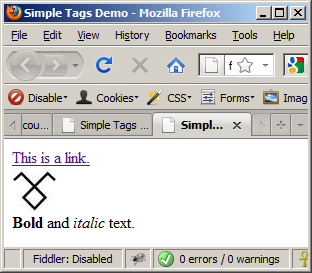 Simple Tags Demo - Mozilla Firefox
File Edit View History Bookmarks Tools Help
f
Disable Cookies CSS Forms Imag
cou... Simple Tags ... Simpl...
This is a link.
Bold and italic text.
Fiddler: Disabled 0 errors / 0 warnings